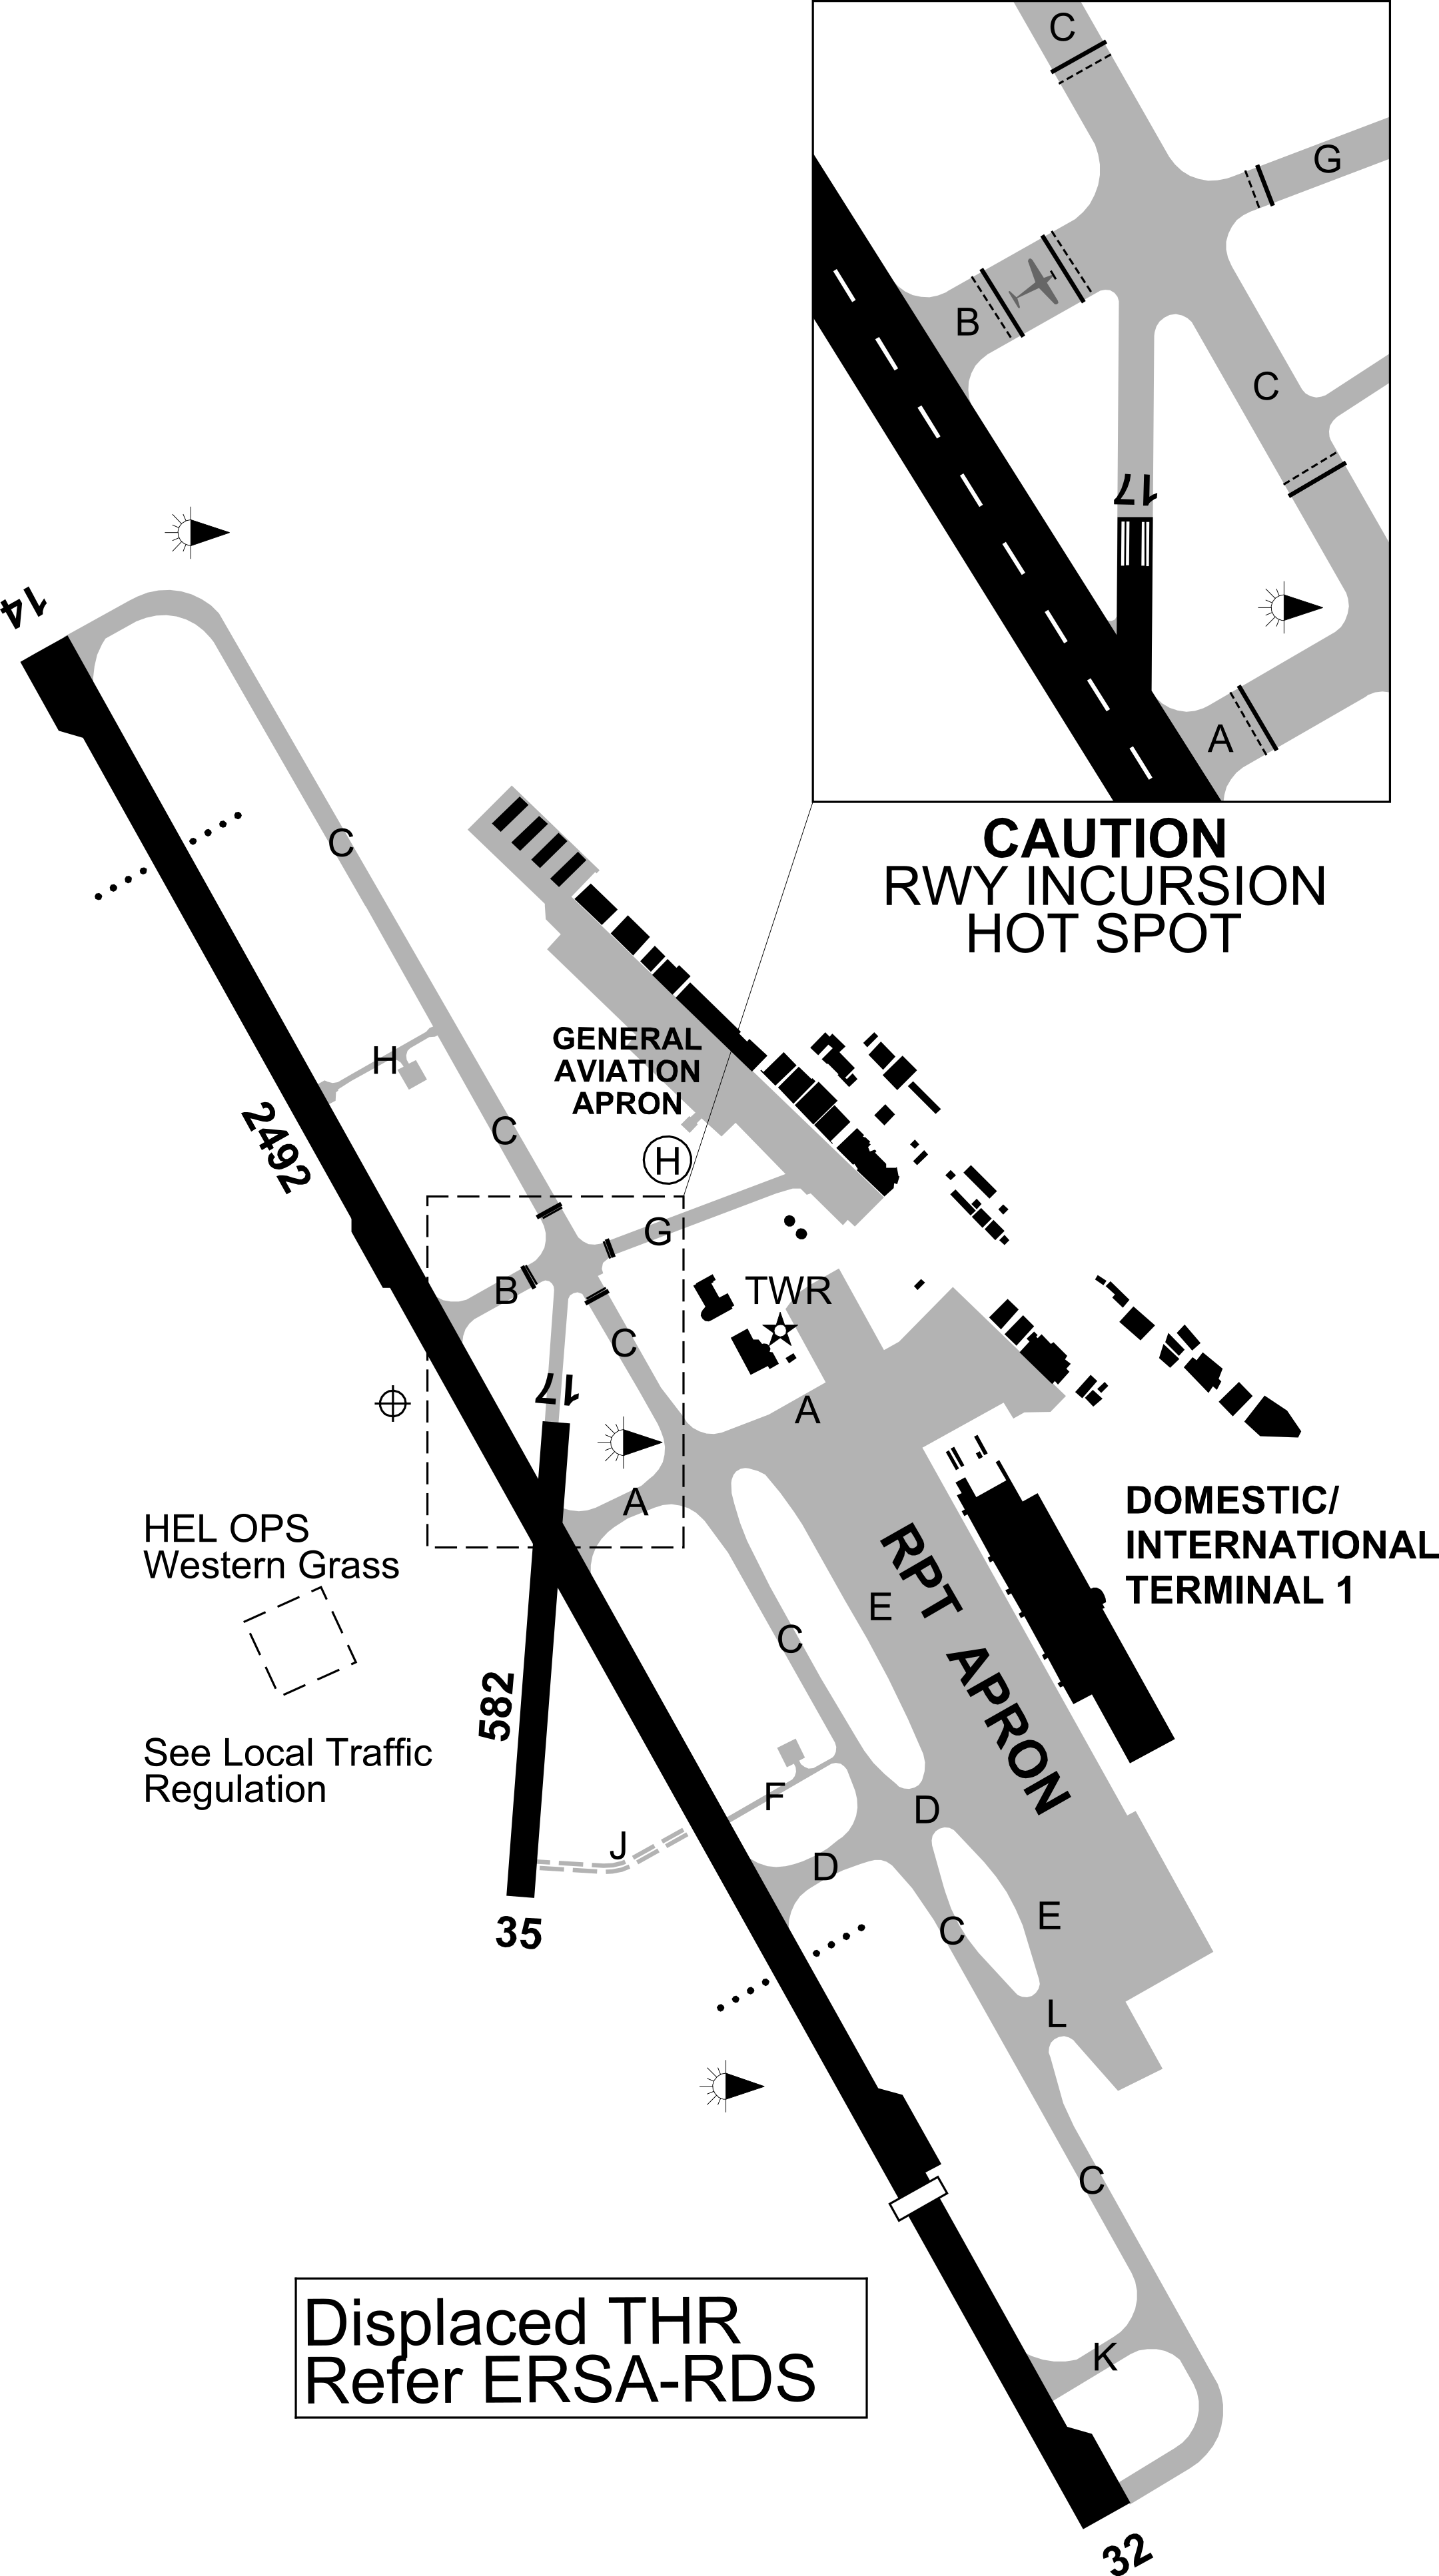 C
G
B
C
17
A
CAUTION
RWY INCURSION
HOT SPOT
14
C
H
GENERAL
AVIATION
APRON
2492
C
H
G
B
TWR
C
17
A
A
DOMESTIC/
INTERNATIONAL
TERMINAL 1
HEL OPS
Western Grass
RPT APRON
E
C
582
See Local Traffic
Regulation
F
D
J
D
35
C
E
L
C
Displaced THR
Refer ERSA-RDS
K
32